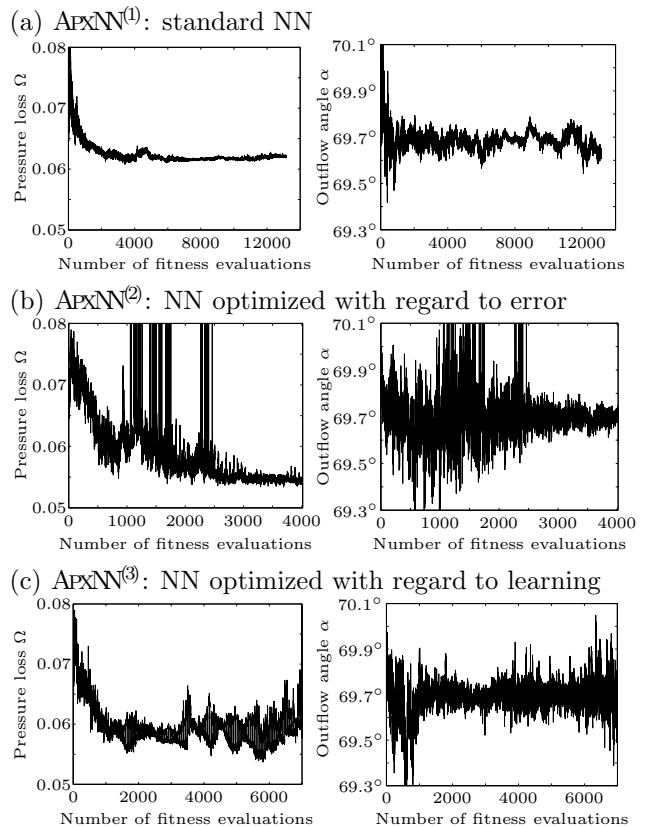 (a) ApxNN(1): standard NN
0.08
0.07
0.06
0.05
Pressure loss Ω
0 4000 8000 12000
Number of fitness evaluations
70.1°
69.9°
69.7°
69.5°
69.3°
Outflow angle α
0 4000 8000 12000
Number of fitness evaluations
(b) ApxNN(2): NN optimized with regard to error
0.08
0.07
0.06
0.05
Pressure loss Ω
0 1000 2000 3000 4000
Number of fitness evaluations
70.1°
69.9°
69.7°
69.5°
69.3°
Outflow angle α
0 1000 2000 3000 4000
Number of fitness evaluations
(c) ApxNN(3): NN optimized with regard to learning
0.08
0.07
0.06
0.05
Pressure loss Ω
0 2000 4000 6000
Number of fitness evaluations
70.1°
69.9°
69.7°
69.5°
69.3°
Outflow angle α
0 2000 4000 6000
Number of fitness evaluations